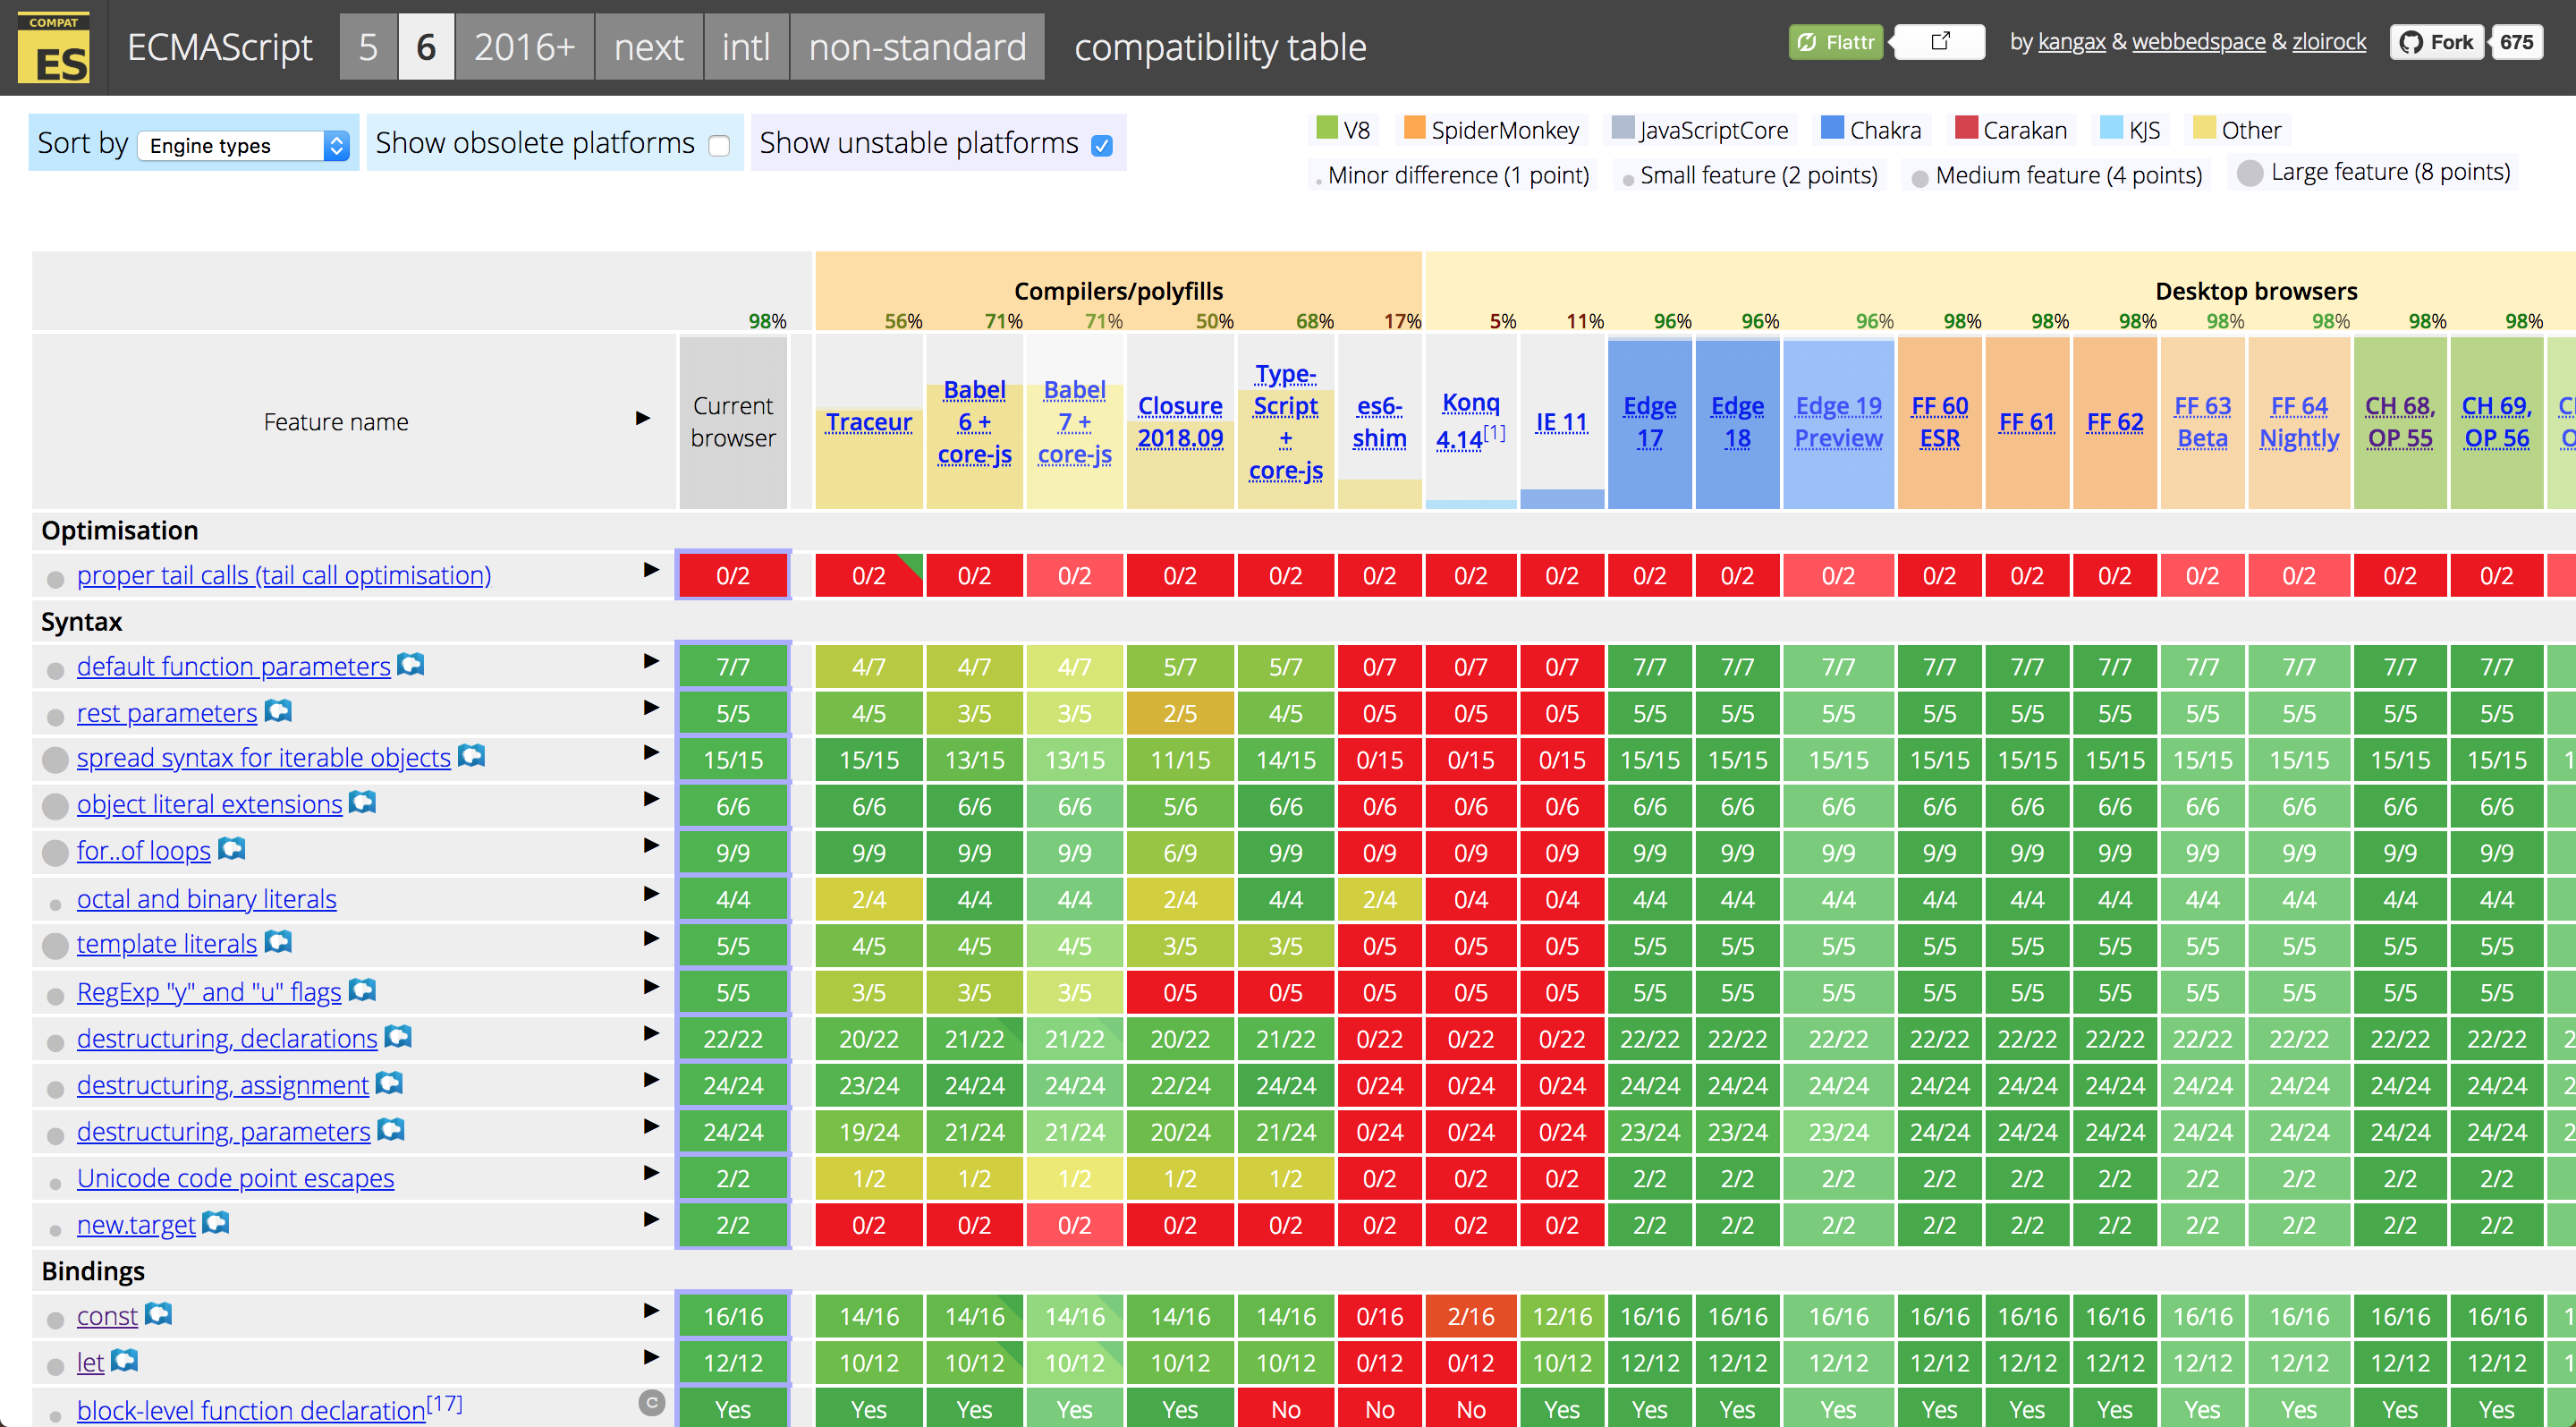 COMPAT
ES
ECMAScript 5 6 2016+ next intl non-standard compatibility table
Flattr
by kangax & webbedspace & zloirock
Fork 675
Sort by Engine types Show obsolete platforms Show unstable platforms
V8 SpiderMonkey JavaScriptCore Chakra Carakan KJS Other
Minor difference (1 point) Small feature (2 points) Medium feature (4 points) Large feature (8 points)
Compilers/polyfills Desktop browsers
98% 56% 71% 71% 50% 68% 17% 5% 11% 96% 96% 96% 98% 98% 98% 98% 98% 98% 98%
Feature name
Current browser
Traceur
Babel 6 + core-js
Babel 7 + core-js
Closure 2018.09
Type-Script + core-js
es6-shim
Konq 4.14[1]
IE 11
Edge 17
Edge 18
Edge 19 Preview
FF 60 ESR
FF 61
FF 62
FF 63 Beta
FF 64 Nightly
CH 68, OP 55
CH 69, OP 56
Optimisation
proper tail calls (tail call optimisation) 0/2 0/2 0/2 0/2 0/2 0/2 0/2 0/2 0/2 0/2 0/2 0/2 0/2 0/2 0/2 0/2 0/2 0/2 0/2
Syntax
default function parameters 7/7 4/7 4/7 4/7 5/7 5/7 0/7 0/7 0/7 7/7 7/7 7/7 7/7 7/7 7/7 7/7 7/7 7/7 7/7
rest parameters 5/5 4/5 3/5 3/5 2/5 4/5 0/5 0/5 0/5 5/5 5/5 5/5 5/5 5/5 5/5 5/5 5/5 5/5 5/5
spread syntax for iterable objects 15/15 15/15 13/15 13/15 11/15 14/15 0/15 0/15 0/15 15/15 15/15 15/15 15/15 15/15 15/15 15/15 15/15 15/15 15/15
object literal extensions 6/6 6/6 6/6 6/6 5/6 6/6 0/6 0/6 0/6 6/6 6/6 6/6 6/6 6/6 6/6 6/6 6/6 6/6 6/6
for..of loops 9/9 9/9 9/9 9/9 6/9 9/9 0/9 0/9 0/9 9/9 9/9 9/9 9/9 9/9 9/9 9/9 9/9 9/9 9/9
octal and binary literals 4/4 2/4 4/4 4/4 2/4 4/4 2/4 0/4 0/4 4/4 4/4 4/4 4/4 4/4 4/4 4/4 4/4 4/4 4/4
template literals 5/5 4/5 4/5 4/5 3/5 3/5 0/5 0/5 0/5 5/5 5/5 5/5 5/5 5/5 5/5 5/5 5/5 5/5 5/5
RegExp "y" and "u" flags 5/5 3/5 3/5 3/5 0/5 0/5 0/5 0/5 0/5 5/5 5/5 5/5 5/5 5/5 5/5 5/5 5/5 5/5 5/5
destructuring, declarations 22/22 20/22 21/22 21/22 20/22 21/22 0/22 0/22 0/22 22/22 22/22 22/22 22/22 22/22 22/22 22/22 22/22 22/22 22/22
destructuring, assignment 24/24 23/24 24/24 24/24 22/24 24/24 0/24 0/24 0/24 24/24 24/24 24/24 24/24 24/24 24/24 24/24 24/24 24/24 24/24
destructuring, parameters 24/24 19/24 21/24 21/24 20/24 21/24 0/24 0/24 0/24 23/24 23/24 23/24 24/24 24/24 24/24 24/24 24/24 24/24 24/24
Unicode code point escapes 2/2 1/2 1/2 1/2 1/2 1/2 0/2 0/2 0/2 2/2 2/2 2/2 2/2 2/2 2/2 2/2 2/2 2/2 2/2
new.target 2/2 0/2 0/2 0/2 0/2 0/2 0/2 0/2 0/2 2/2 2/2 2/2 2/2 2/2 2/2 2/2 2/2 2/2 2/2
Bindings
const 16/16 14/16 14/16 14/16 14/16 14/16 0/16 2/16 12/16 16/16 16/16 16/16 16/16 16/16 16/16 16/16 16/16 16/16 16/16
let 12/12 10/12 10/12 10/12 10/12 10/12 0/12 0/12 10/12 12/12 12/12 12/12 12/12 12/12 12/12 12/12 12/12 12/12 12/12
block-level function declaration[17] C Yes Yes Yes Yes Yes No No No Yes Yes Yes Yes Yes Yes Yes Yes Yes Yes Yes